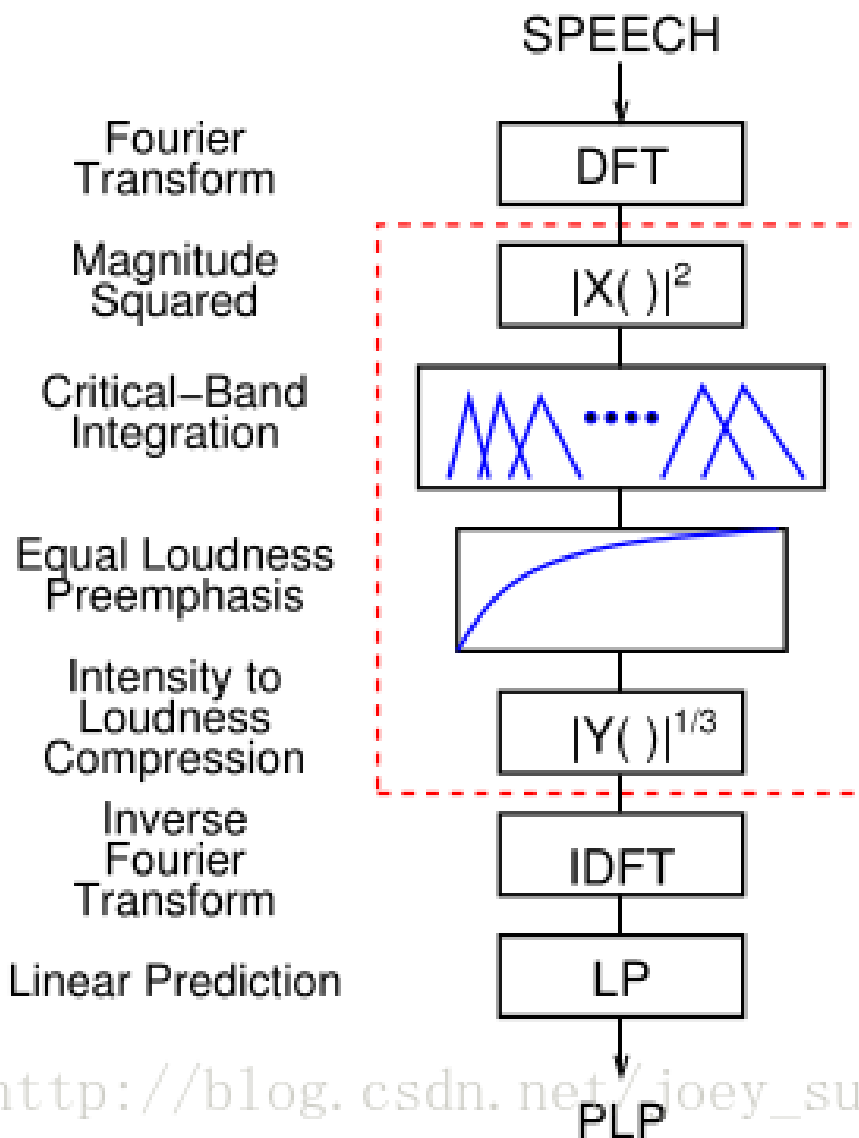 SPEECH
Fourier
Transform
DFT
Magnitude
Squared
|X( )|²
Critical–Band
Integration
Equal Loudness
Preemphasis
Intensity to
Loudness
Compression
|Y( )|^1/3
Inverse
Fourier
Transform
IDFT
Linear Prediction
LP
http://blog.csdn.net/joey_su
PLP